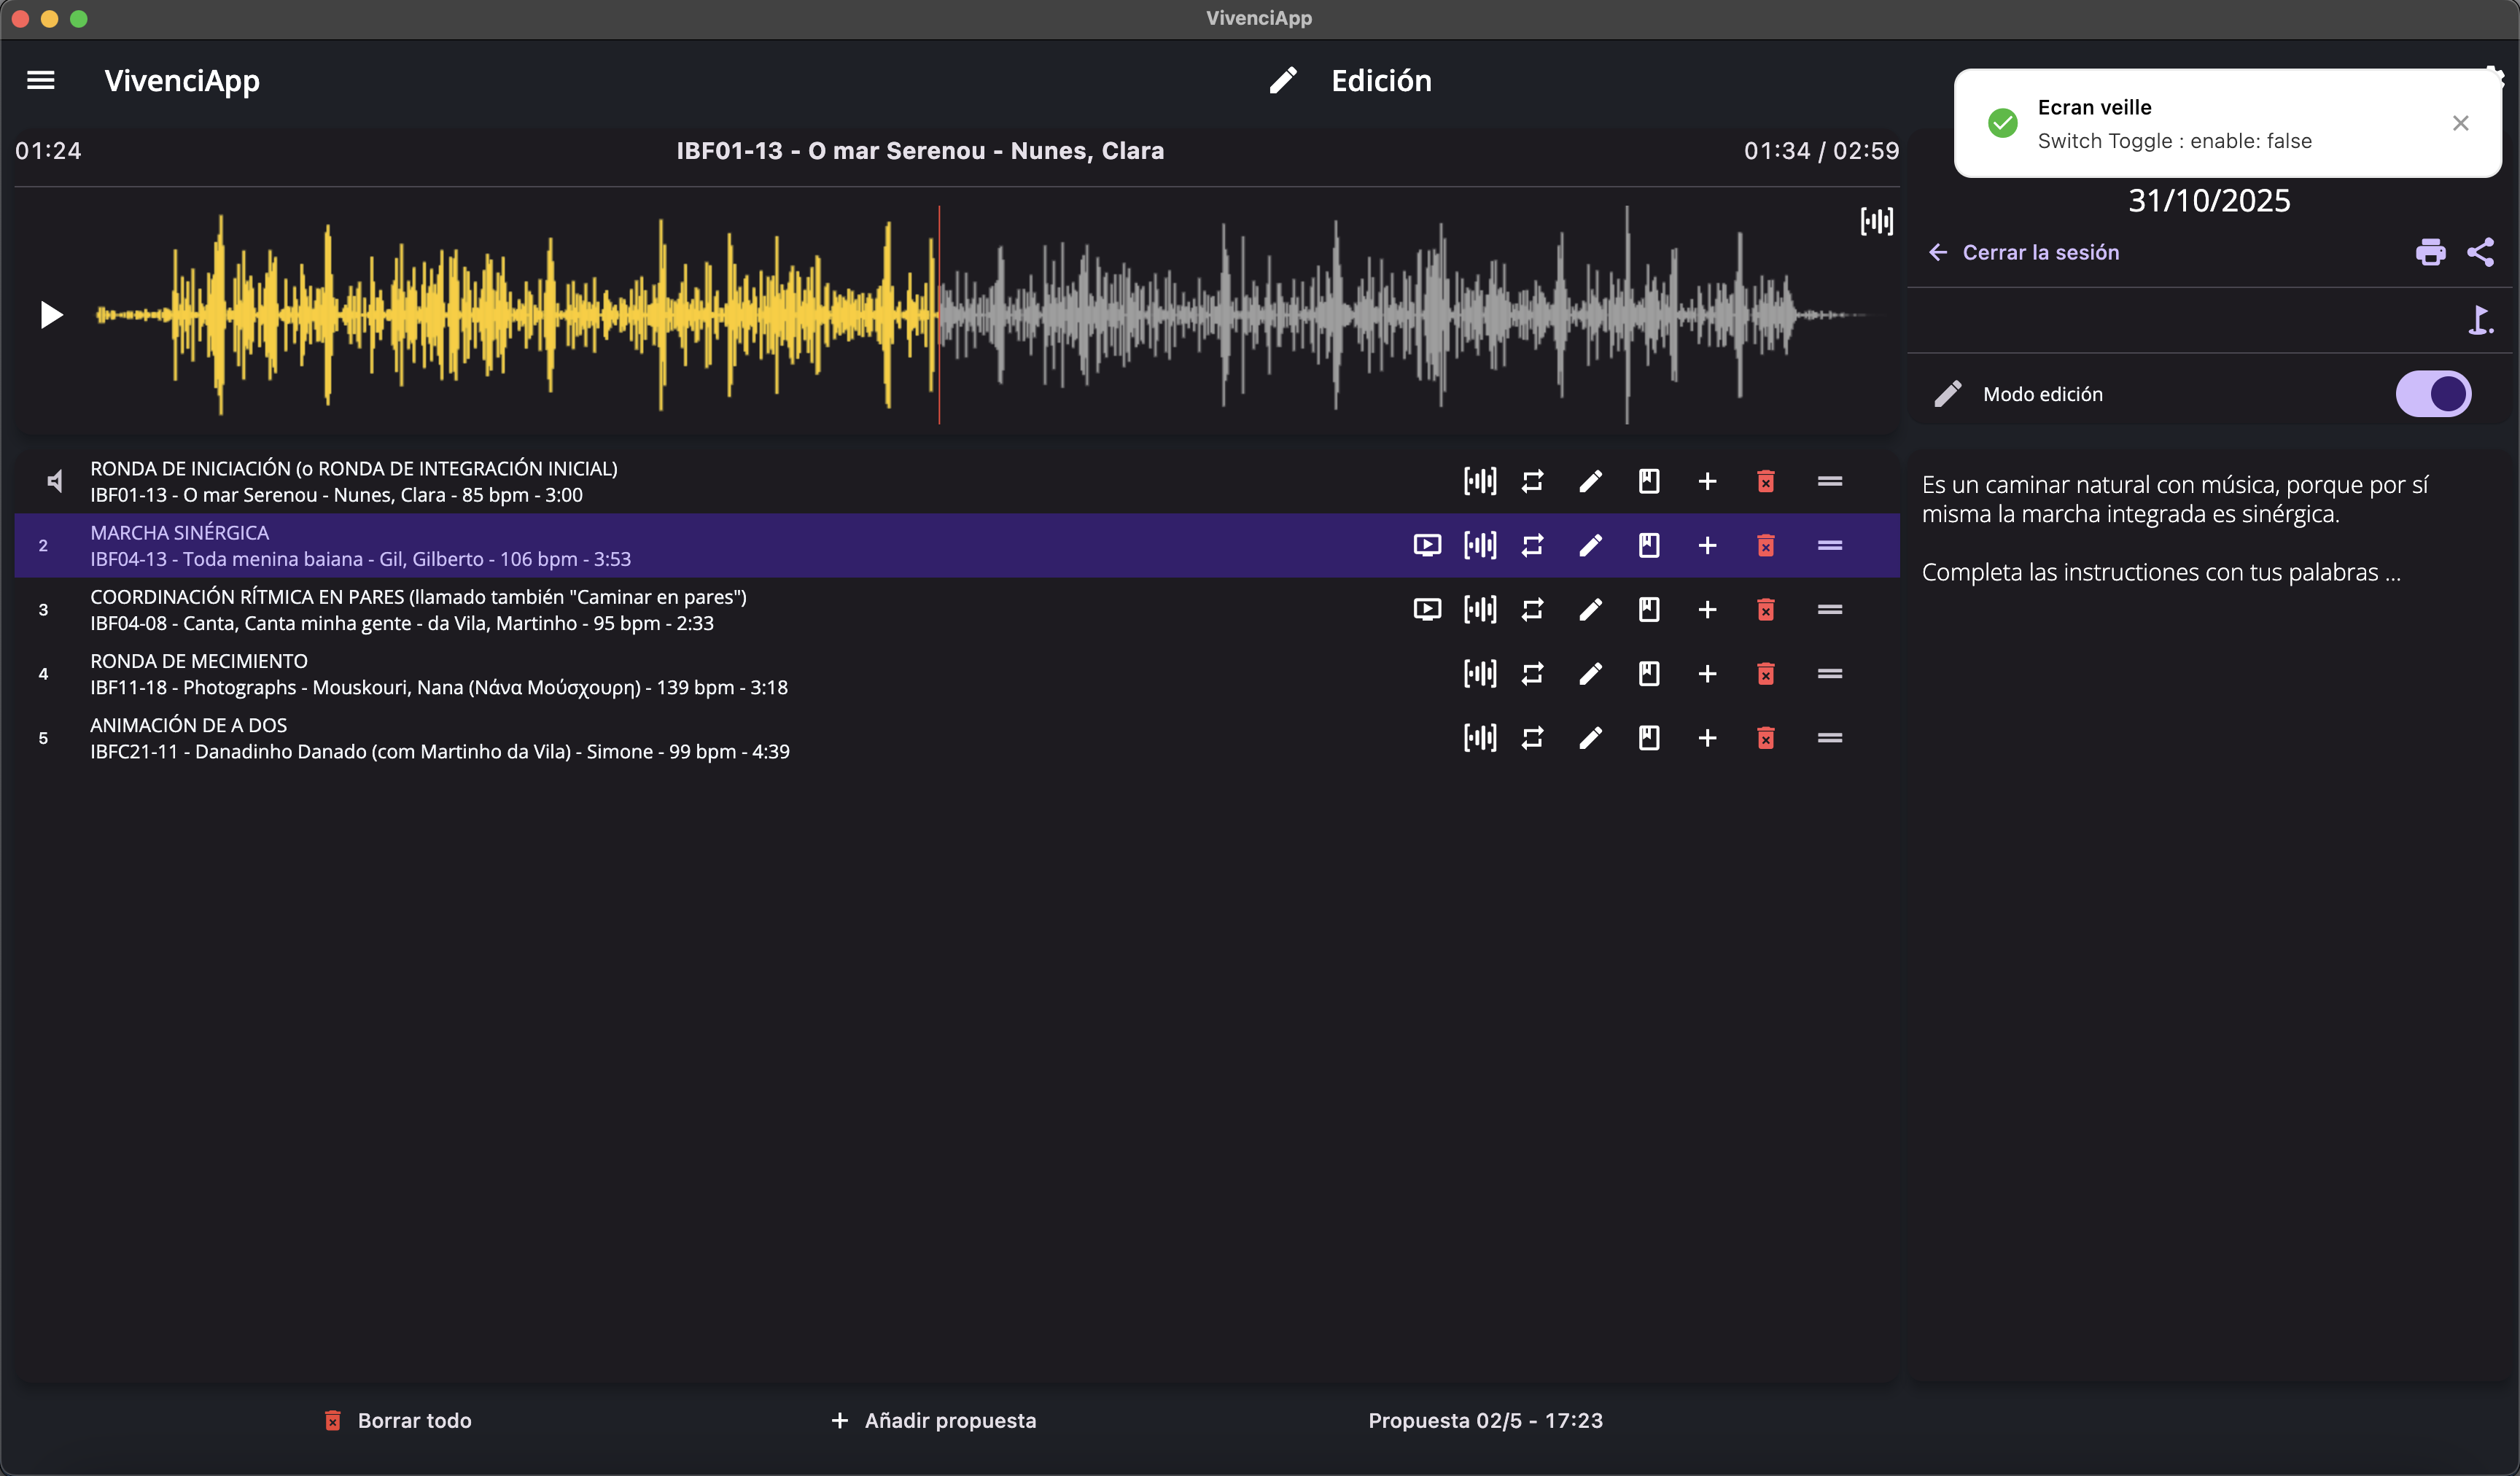 VivenciApp
VivenciApp
Edición
Ecran veille
Switch Toggle : enable: false
01:24
IBF01-13 - O mar Serenou - Nunes, Clara
01:34 / 02:59
31/10/2025
Cerrar la sesión
Modo edición
RONDA DE INICIACIÓN (o RONDA DE INTEGRACIÓN INICIAL)
IBF01-13 - O mar Serenou - Nunes, Clara - 85 bpm - 3:00
2
MARCHA SINÉRGICA
IBF04-13 - Toda menina baiana - Gil, Gilberto - 106 bpm - 3:53
3
COORDINACIÓN RÍTMICA EN PARES (llamado también "Caminar en pares")
IBF04-08 - Canta, Canta minha gente - da Vila, Martinho - 95 bpm - 2:33
4
RONDA DE MECIMIENTO
IBF11-18 - Photographs - Mouskouri, Nana (Νάνα Μούσχουρη) - 139 bpm - 3:18
5
ANIMACIÓN DE A DOS
IBFC21-11 - Danadinho Danado (com Martinho da Vila) - Simone - 99 bpm - 4:39
Es un caminar natural con música, porque por sí
misma la marcha integrada es sinérgica.
Completa las instructiones con tus palabras ...
Borrar todo
Añadir propuesta
Propuesta 02/5 - 17:23